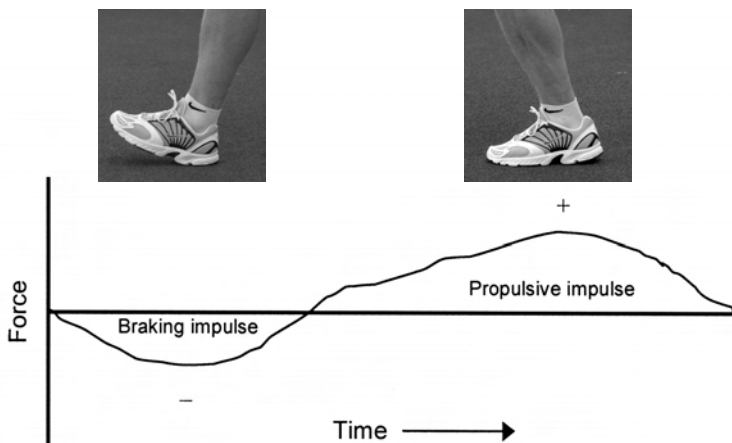 +
Force
Propulsive impulse
Braking impulse
−
Time